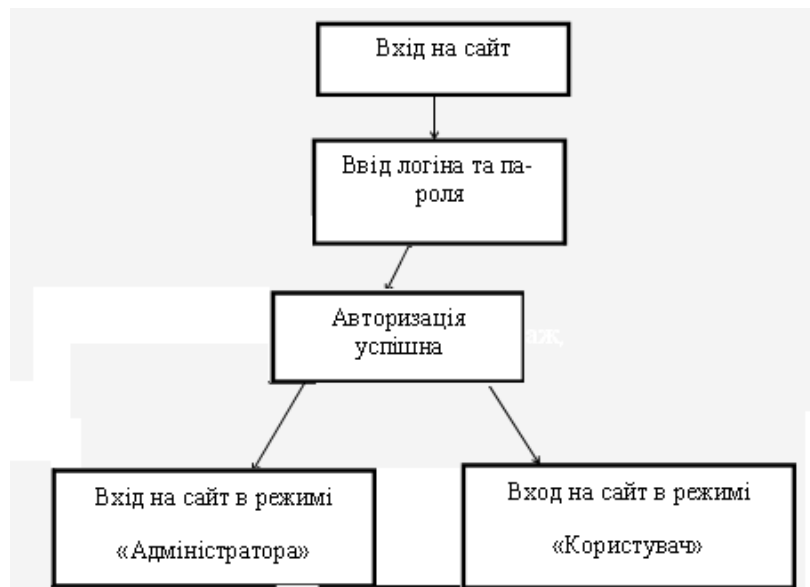 Вхід на сайт
Ввід логіна та па-
роля
Авторизація
успішна
аж,
Вхід на сайт в режимі
«Адміністратора»
Вход на сайт в режимі
«Користувач»